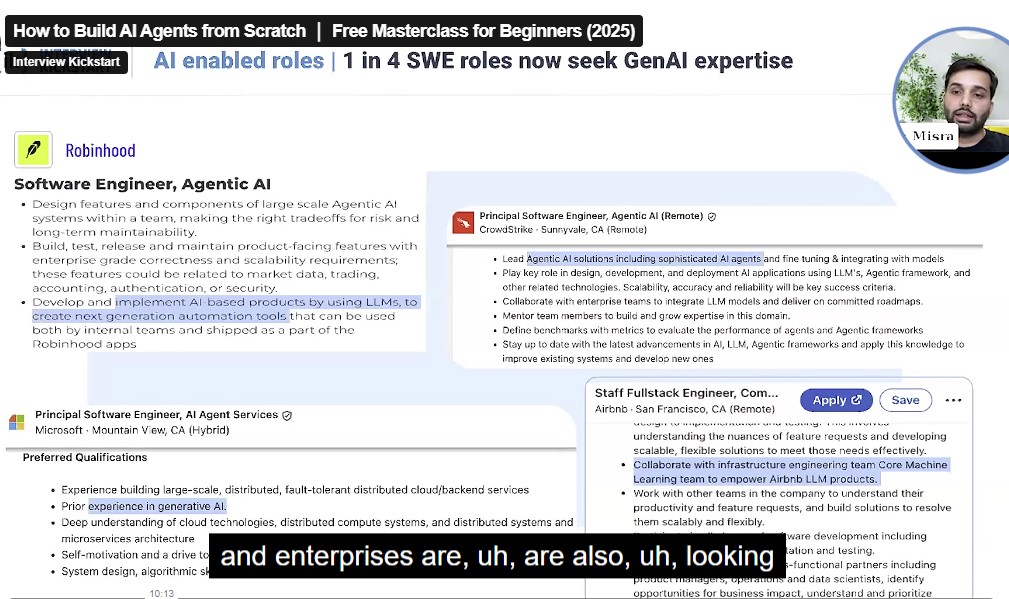 How to Build AI Agents from Scratch | Free Masterclass for Beginners (2025)
Interview Kickstart
AI enabled roles | 1 in 4 SWE roles now seek GenAI expertise
Misra
Robinhood
Software Engineer, Agentic AI
• Design features and components of large scale Agentic AI
systems within a team, making the right tradeoffs for risk and
long-term maintainability.
• Build, test, release and maintain product-facing features with
enterprise grade correctness and scalability requirements;
these features could be related to market data, trading,
accounting, authentication, or security.
• Develop and implement AI-based products by using LLMs, to
create next generation automation tools that can be used
both by internal teams and shipped as a part of the
Robinhood apps
Principal Software Engineer, Agentic AI (Remote)
CrowdStrike · Sunnyvale, CA (Remote)
• Lead Agentic AI solutions including sophisticated AI agents and fine tuning & integrating with models
• Play key role in design, development, and deployment AI applications using LLM's, Agentic framework, and
other related technologies. Scalability, accuracy and reliability will be key success criteria.
• Collaborate with enterprise teams to integrate LLM models and deliver on committed roadmaps.
• Mentor team members to build and grow expertise in this domain.
• Define benchmarks with metrics to evaluate the performance of agents and Agentic frameworks
• Stay up to date with the latest advancements in AI, LLM, Agentic frameworks and apply this knowledge to
improve existing systems and develop new ones
Principal Software Engineer, AI Agent Services
Microsoft · Mountain View, CA (Hybrid)
Preferred Qualifications
• Experience building large-scale, distributed, fault-tolerant distributed cloud/backend services
• Prior experience in generative AI.
• Deep understanding of cloud technologies, distributed compute systems, and distributed systems and
microservices architecture
• Self-motivation and a drive to
• System design, algorithmic
10:13
Staff Fullstack Engineer, Com...
Airbnb · San Francisco, CA (Remote)
Apply
Save
understanding the nuances of feature requests and developing
scalable, flexible solutions to meet those needs effectively.
• Collaborate with infrastructure engineering team Core Machine
Learning team to empower Airbnb LLM products.
• Work with other teams in the company to understand their
productivity and feature requests, and build solutions to resolve
them scalably and flexibly.
development including
and testing.
partners including
product managers, operations and data scientists, identify
opportunities for business impact, understand and prioritize
and enterprises are, uh, are also, uh, looking